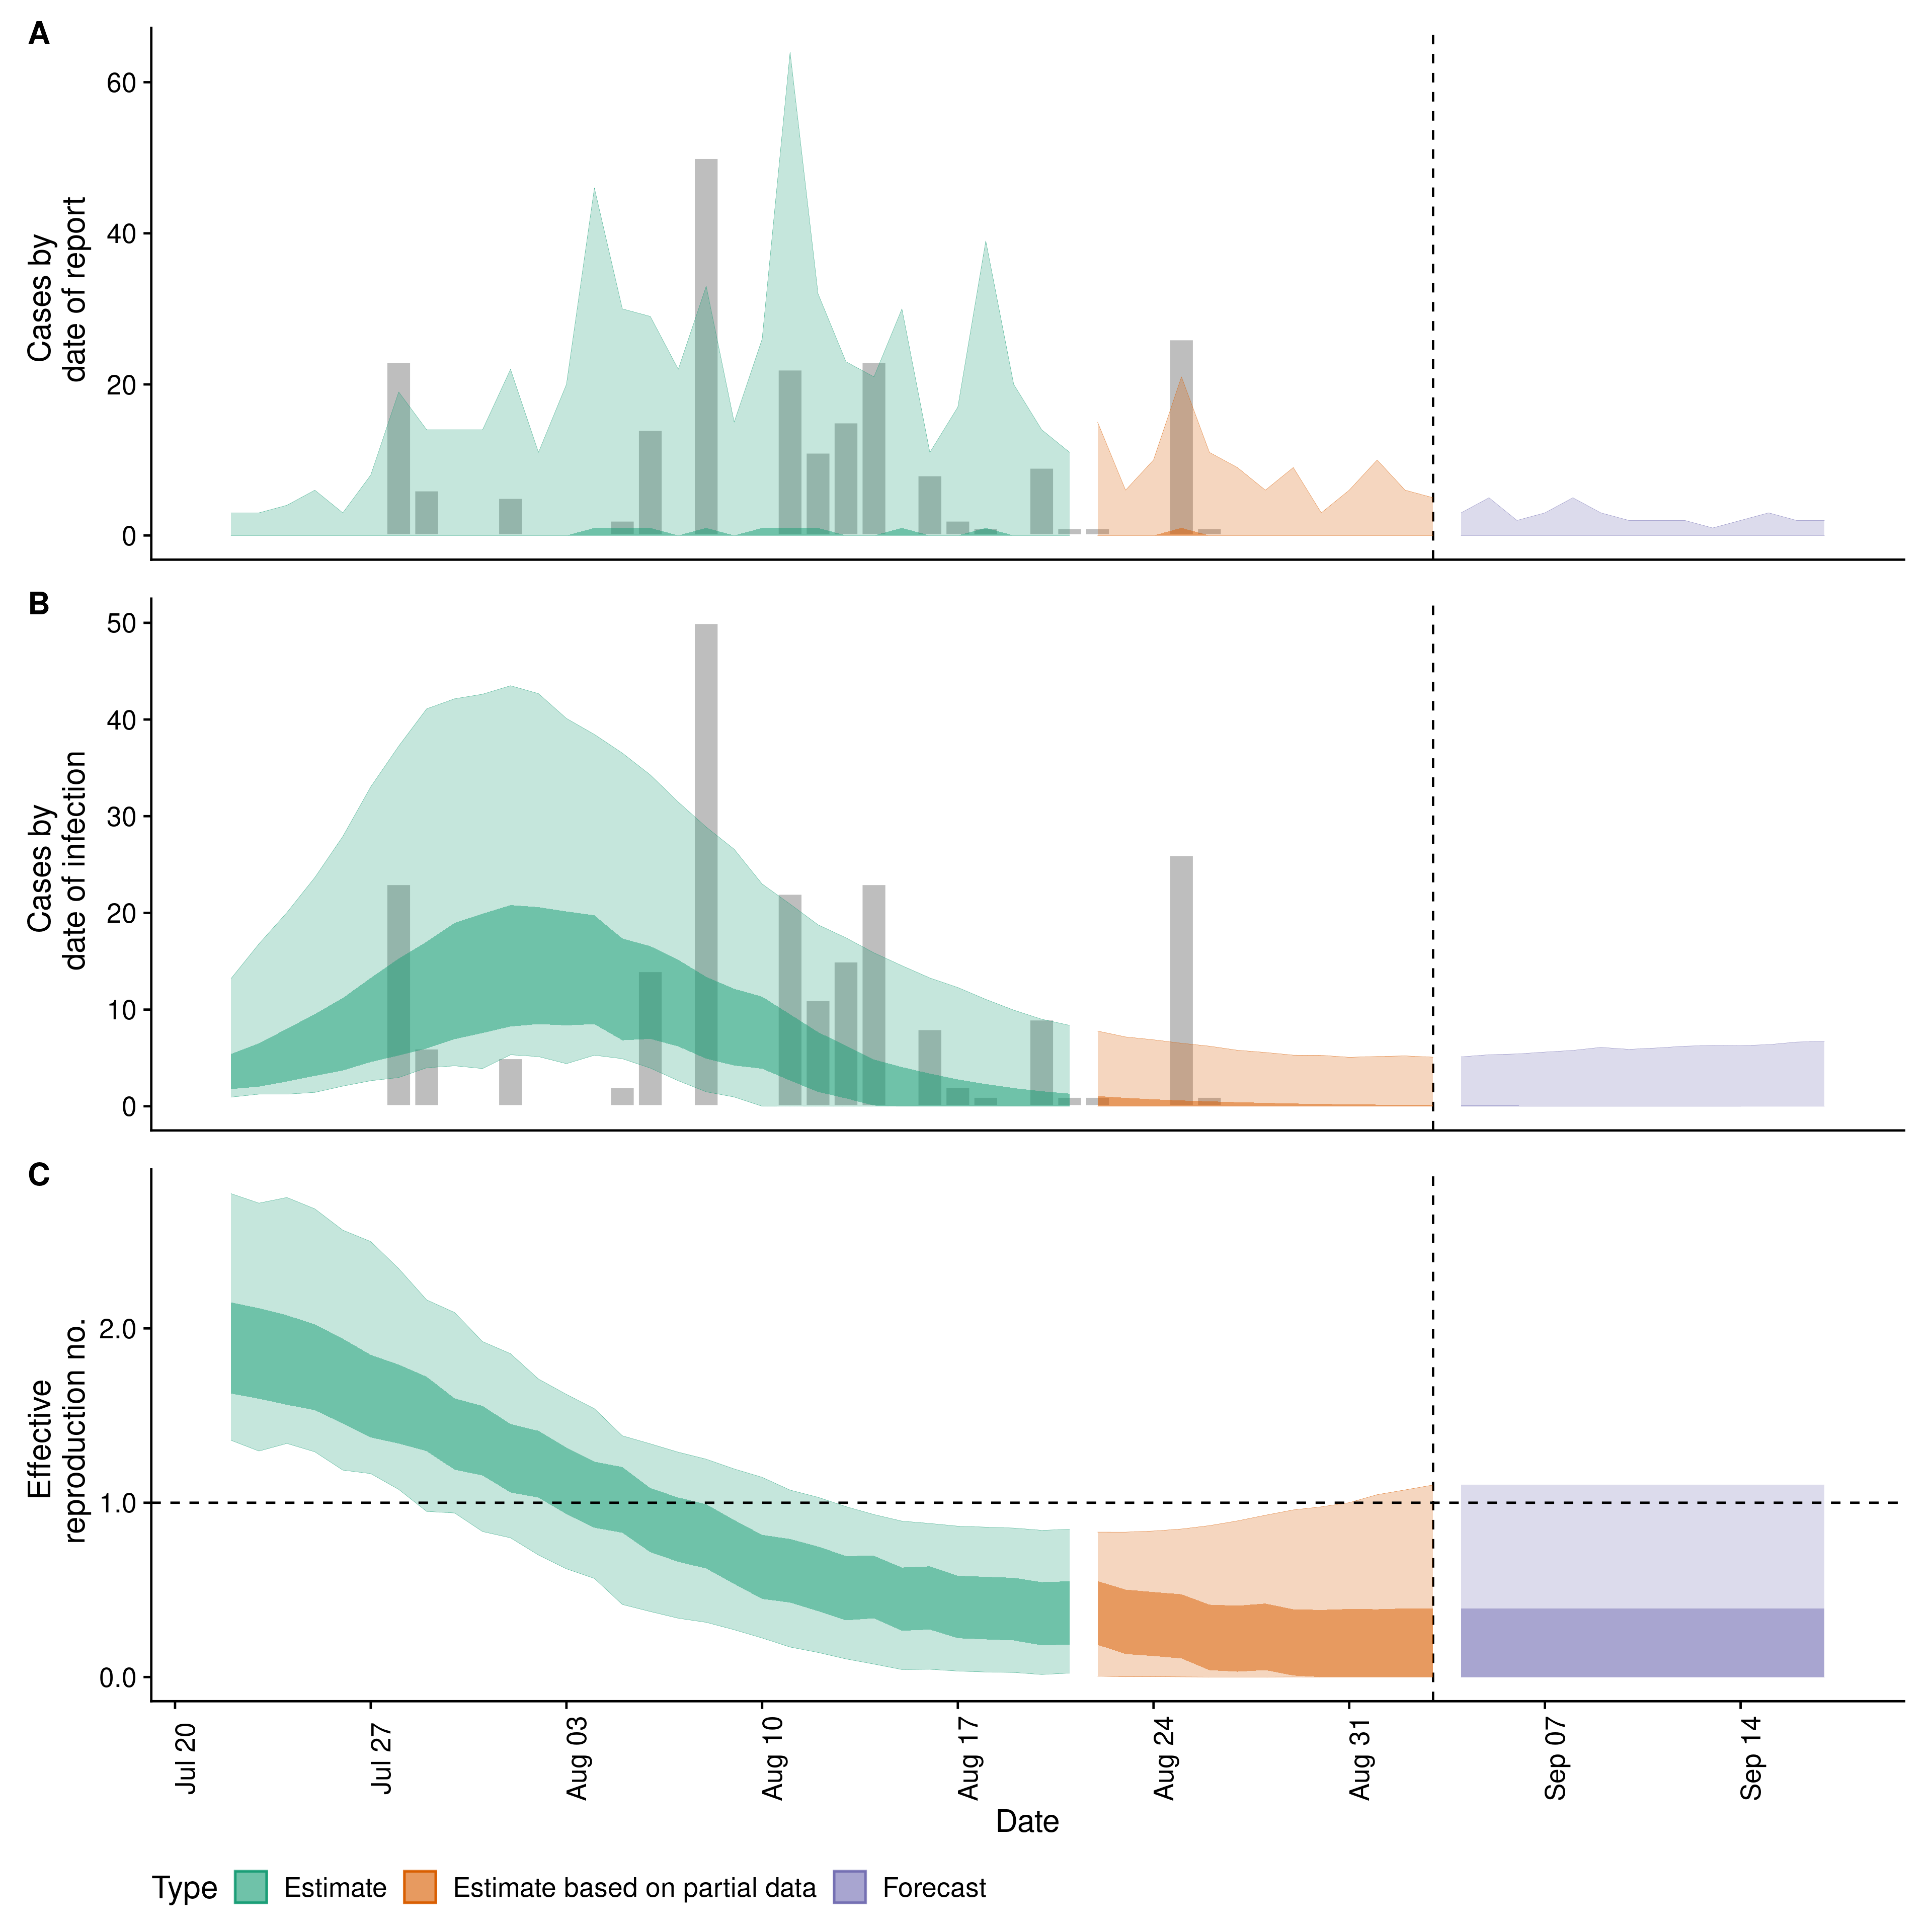 A
Cases by
date of report
60
40
20
0
B
Cases by
date of infection
50
40
30
20
10
0
C
Effective
reproduction no.
2.0
1.0
0.0
Jul 20
Jul 27
Aug 03
Aug 10
Aug 17
Aug 24
Aug 31
Sep 07
Sep 14
Date
Type Estimate Estimate based on partial data Forecast